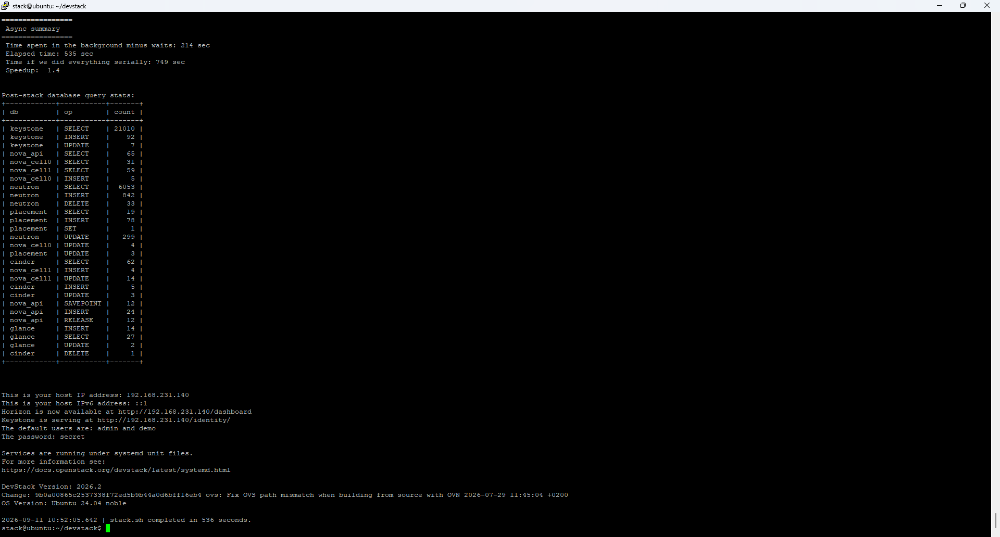 stack@ubuntu: ~/devstack
=================
 Async summary
=================
 Time spent in the background minus waits: 214 sec
 Elapsed time: 535 sec
 Time if we did everything serially: 749 sec
 Speedup:  1.4
Post-stack database query stats:
+------------+-----------+-------+
| db         | op        | count |
+------------+-----------+-------+
| keystone   | SELECT    | 21010 |
| keystone   | INSERT    |    92 |
| keystone   | UPDATE    |     7 |
| nova_api   | SELECT    |    65 |
| nova_cell0 | SELECT    |    31 |
| nova_cell1 | SELECT    |    59 |
| nova_cell0 | INSERT    |     5 |
| neutron    | SELECT    |  6053 |
| neutron    | INSERT    |   842 |
| neutron    | DELETE    |    33 |
| placement  | SELECT    |    19 |
| placement  | INSERT    |    78 |
| placement  | SET       |     1 |
| neutron    | UPDATE    |   299 |
| nova_cell0 | UPDATE    |     4 |
| placement  | UPDATE    |     3 |
| cinder     | SELECT    |    62 |
| nova_cell1 | INSERT    |     4 |
| nova_cell1 | UPDATE    |    14 |
| cinder     | INSERT    |     5 |
| cinder     | UPDATE    |     3 |
| nova_api   | SAVEPOINT |    12 |
| nova_api   | INSERT    |    24 |
| nova_api   | RELEASE   |    12 |
| glance     | INSERT    |    14 |
| glance     | SELECT    |    27 |
| glance     | UPDATE    |     2 |
| cinder     | DELETE    |     1 |
+------------+-----------+-------+
This is your host IP address: 192.168.231.140
This is your host IPv6 address: ::1
Horizon is now available at http://192.168.231.140/dashboard
Keystone is serving at http://192.168.231.140/identity/
The default users are: admin and demo
The password: secret
Services are running under systemd unit files.
For more information see:
https://docs.openstack.org/devstack/latest/systemd.html
DevStack Version: 2026.2
Change: 9b0a00865c2537338f72ed5b9b44a0d6bff16eb4 ovs: Fix OVS path mismatch when building from source with OVN 2026-07-29 11:45:04 +0200
OS Version: Ubuntu 24.04 noble
2026-09-11 10:52:05.642 | stack.sh completed in 536 seconds.
stack@ubuntu:~/devstack$